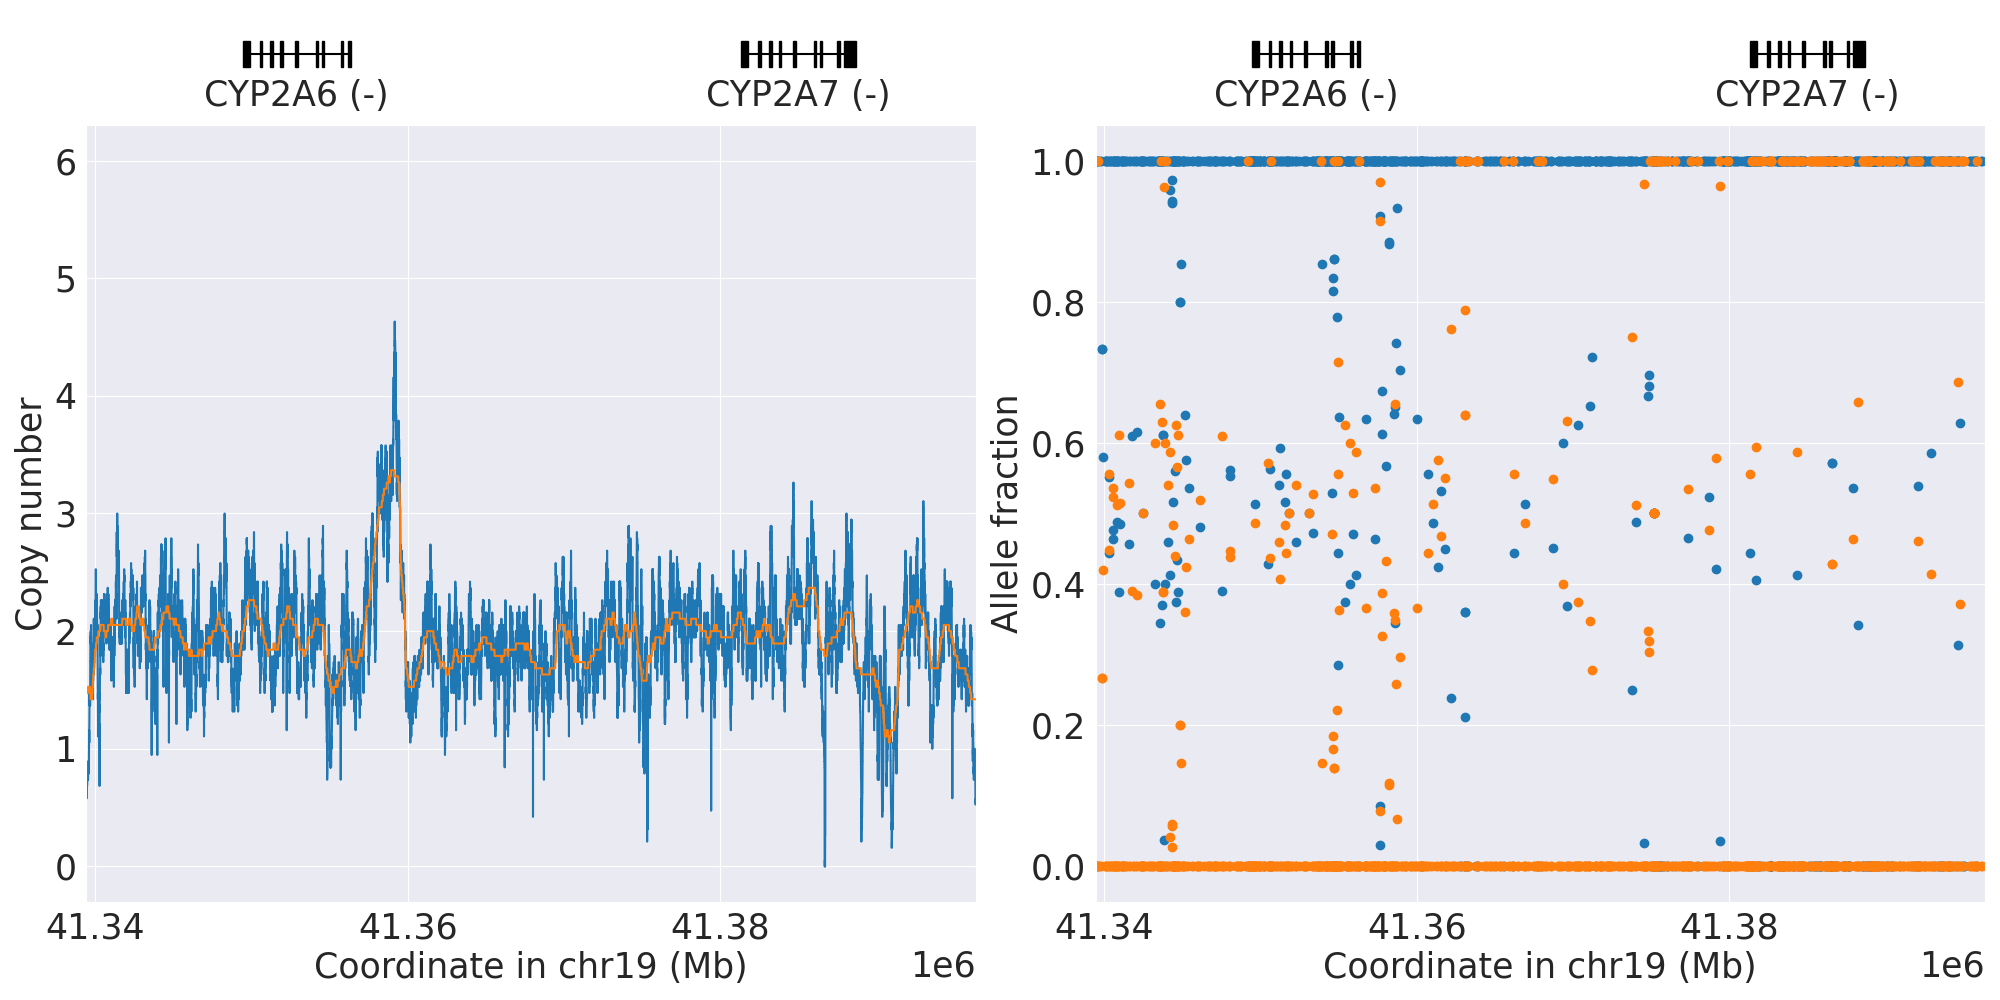 CYP2A6 (-)
CYP2A7 (-)
6
5
4
3
2
1
0
Copy number
41.34
41.36
41.38
Coordinate in chr19 (Mb)
1e6
CYP2A6 (-)
CYP2A7 (-)
1.0
0.8
0.6
0.4
0.2
0.0
Allele fraction
41.34
41.36
41.38
Coordinate in chr19 (Mb)
1e6